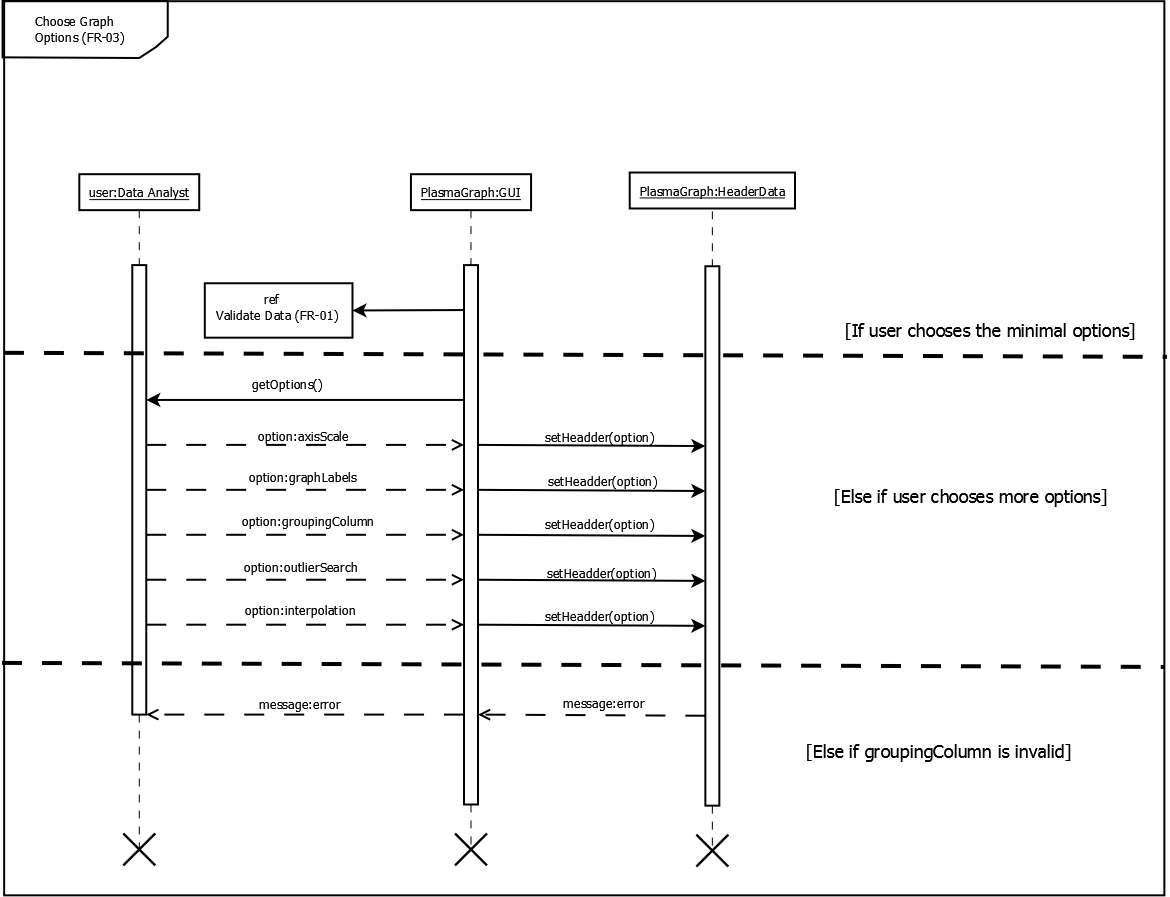 Choose Graph
Options (FR-03)
user:Data Analyst
PlasmaGraph:GUI
PlasmaGraph:HeaderData
ref
Validate Data (FR-01)
[If user chooses the minimal options]
getOptions()
option:axisScale
setHeadder(option)
option:graphLabels
setHeadder(option)
[Else if user chooses more options]
option:groupingColumn
setHeadder(option)
option:outlierSearch
setHeadder(option)
option:interpolation
setHeadder(option)
message:error
message:error
[Else if groupingColumn is invalid]